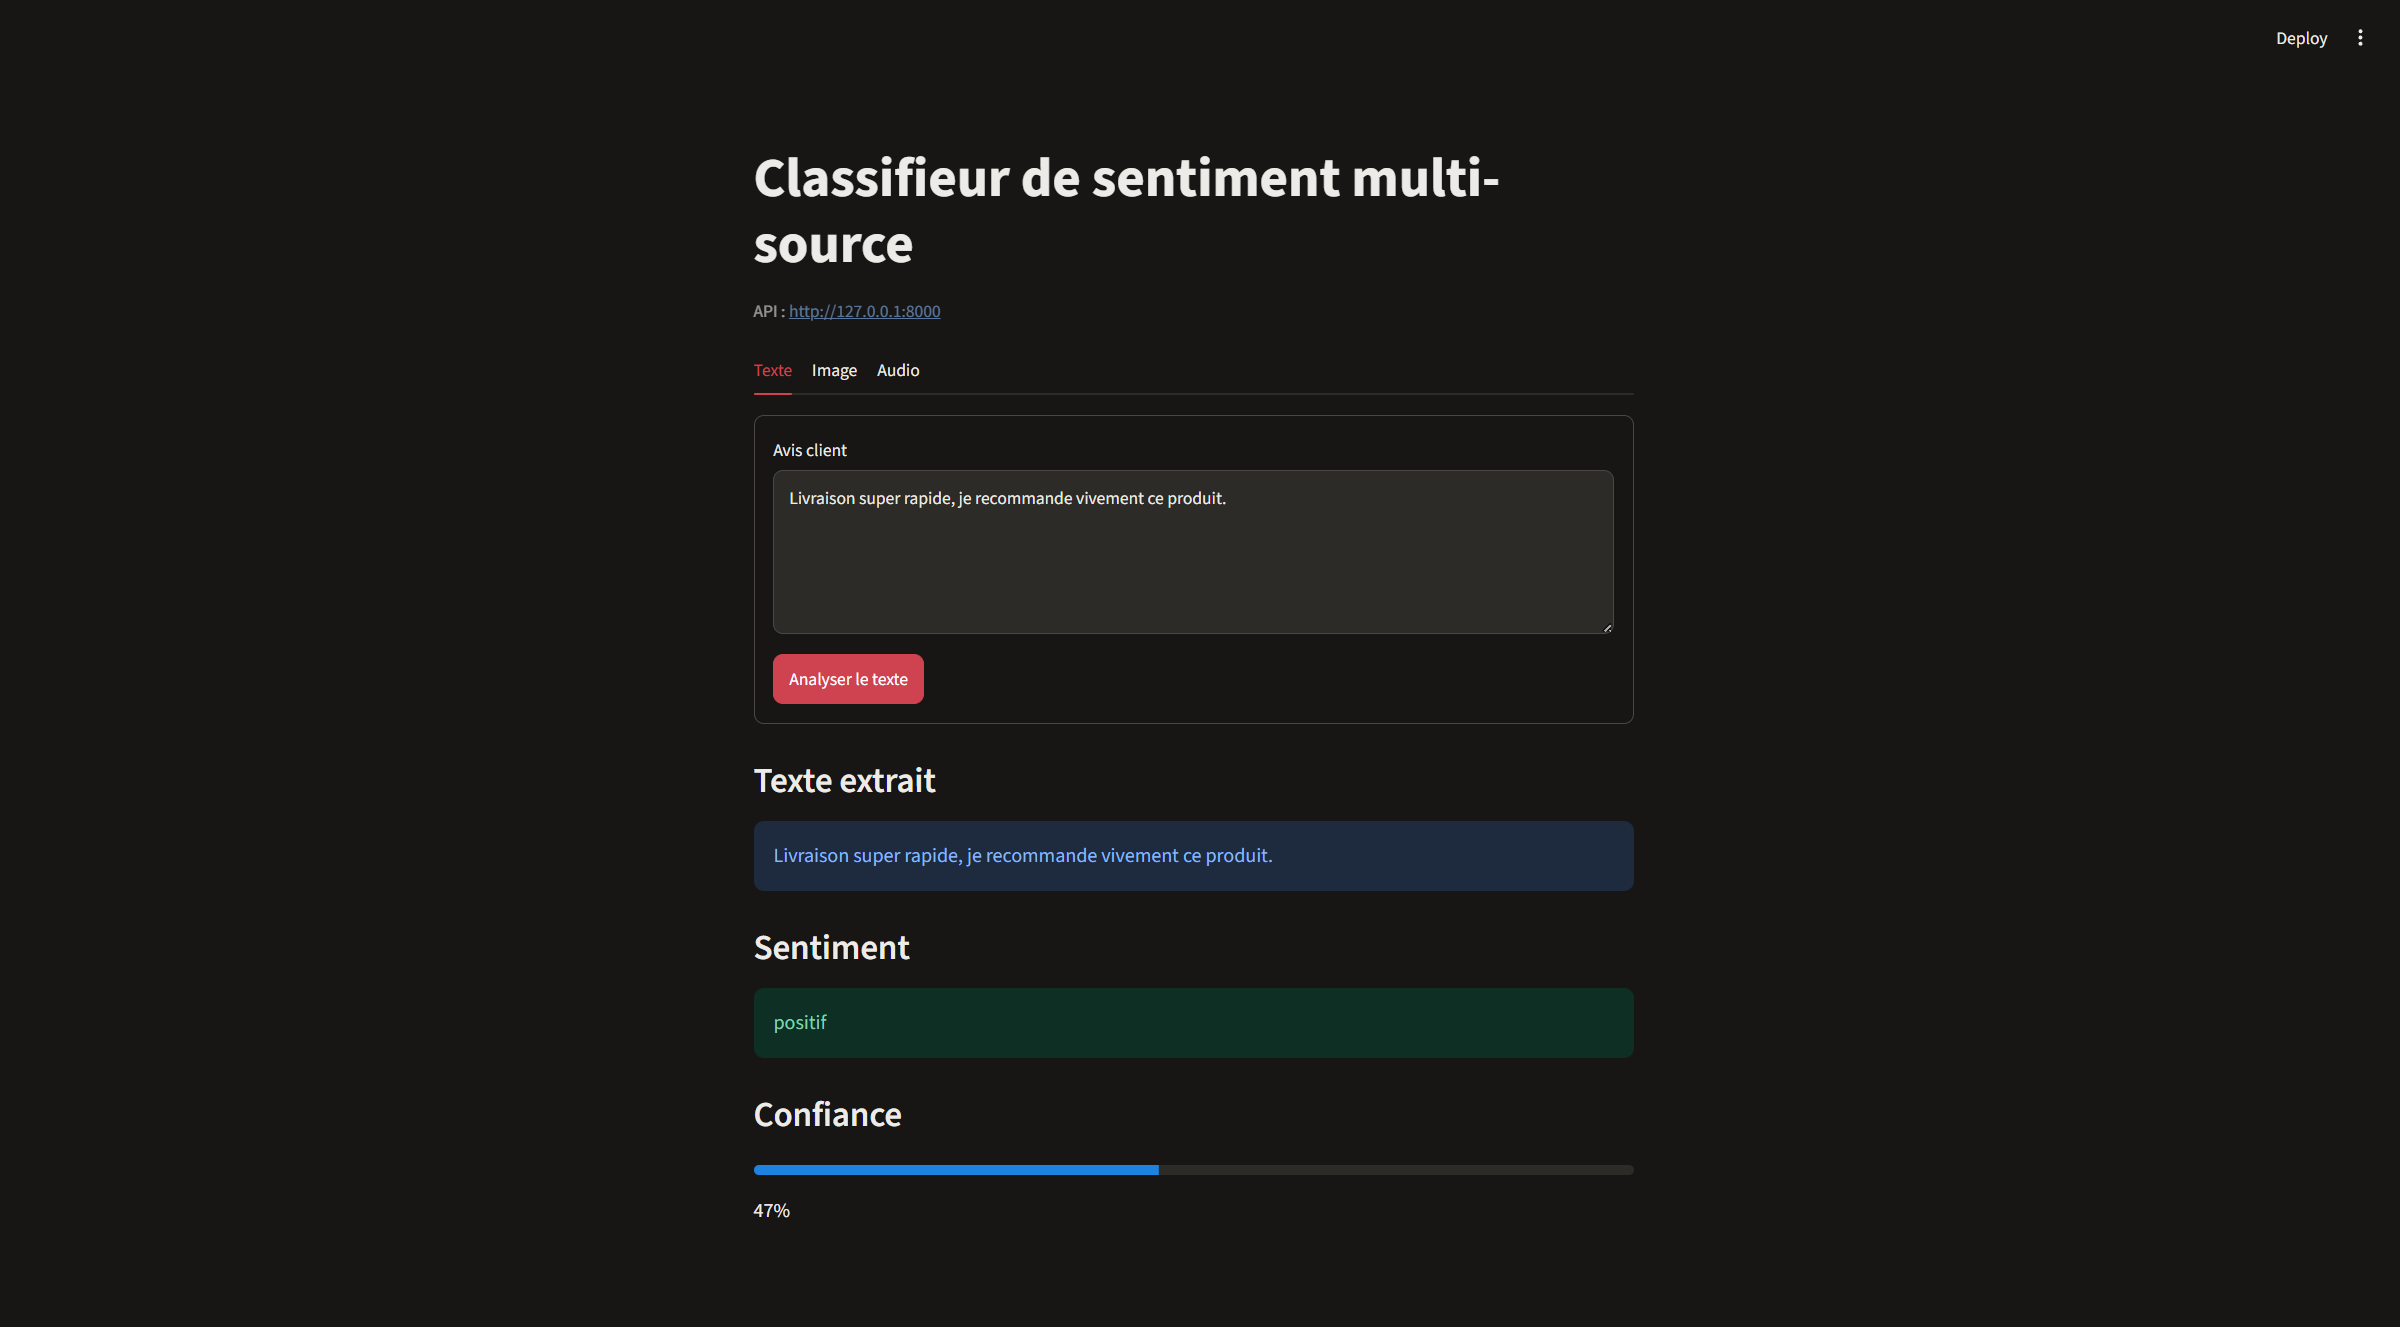 Deploy
Classifieur de sentiment multi-
source
API : http://127.0.0.1:8000
Texte Image Audio
Avis client
Livraison super rapide, je recommande vivement ce produit.
Analyser le texte
Texte extrait
Livraison super rapide, je recommande vivement ce produit.
Sentiment
positif
Confiance
47%